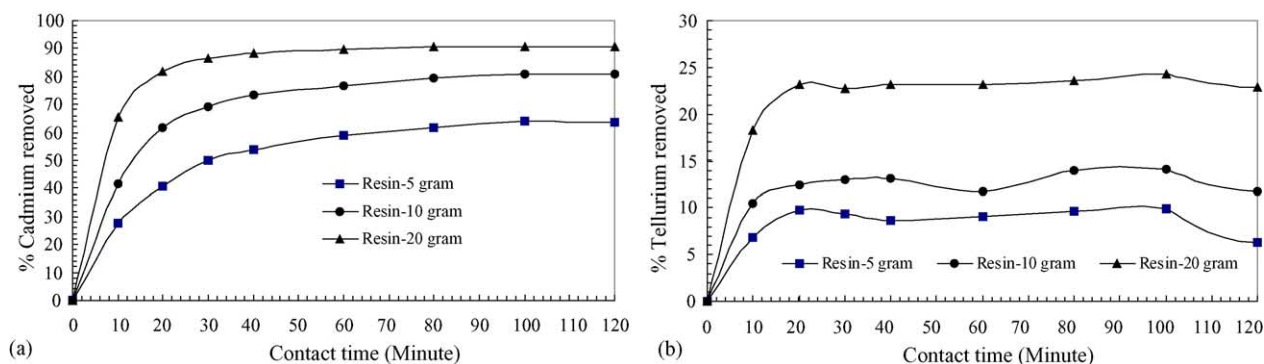 % Cadmium removed
100
90
80
70
60
50
40
30
20
10
0
Resin-5 gram
Resin-10 gram
Resin-20 gram
0 10 20 30 40 50 60 70 80 90 100 110 120
(a) Contact time (Minute)
% Tellurium removed
30
25
20
15
10
5
0
Resin-5 gram Resin-10 gram Resin-20 gram
0 10 20 30 40 50 60 70 80 90 100 110 120
(b) Contact time (Minute)